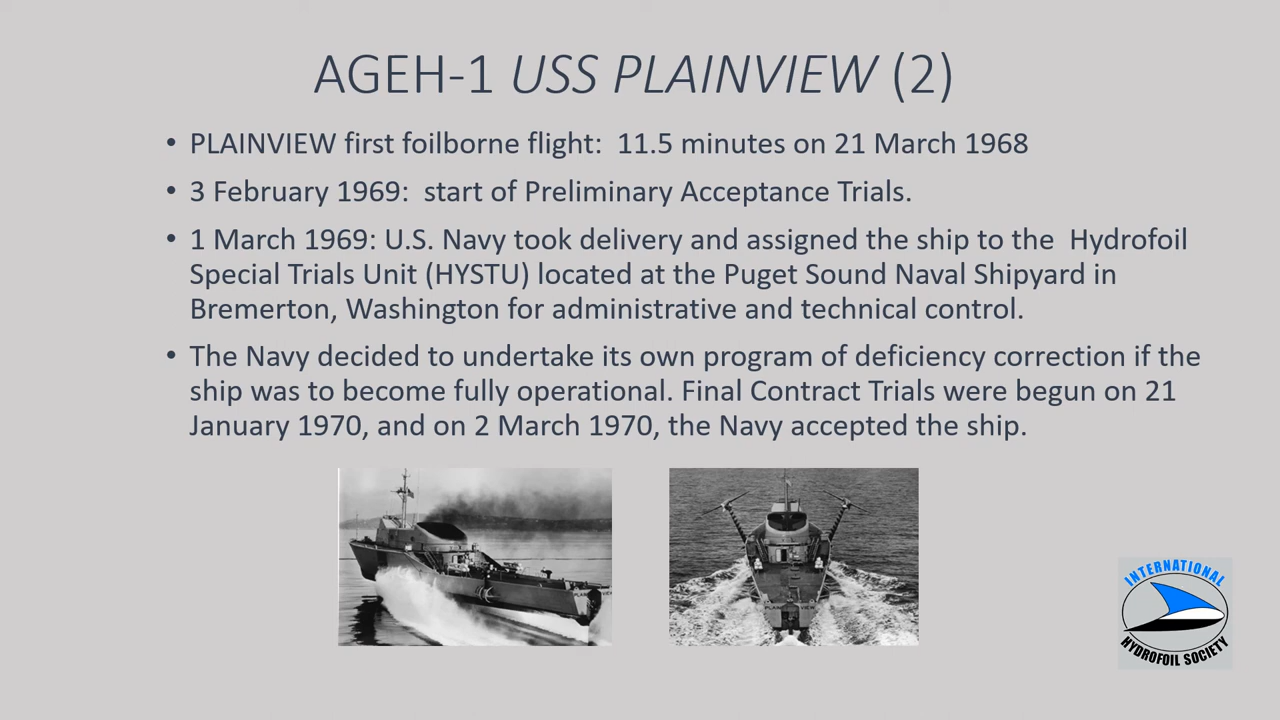 AGEH-1 USS PLAINVIEW (2)
• PLAINVIEW first foilborne flight:  11.5 minutes on 21 March 1968
• 3 February 1969:  start of Preliminary Acceptance Trials.
• 1 March 1969: U.S. Navy took delivery and assigned the ship to the  Hydrofoil
Special Trials Unit (HYSTU) located at the Puget Sound Naval Shipyard in
Bremerton, Washington for administrative and technical control.
• The Navy decided to undertake its own program of deficiency correction if the
ship was to become fully operational. Final Contract Trials were begun on 21
January 1970, and on 2 March 1970, the Navy accepted the ship.
PLAINVIEW
INTERNATIONAL
HYDROFOIL SOCIETY